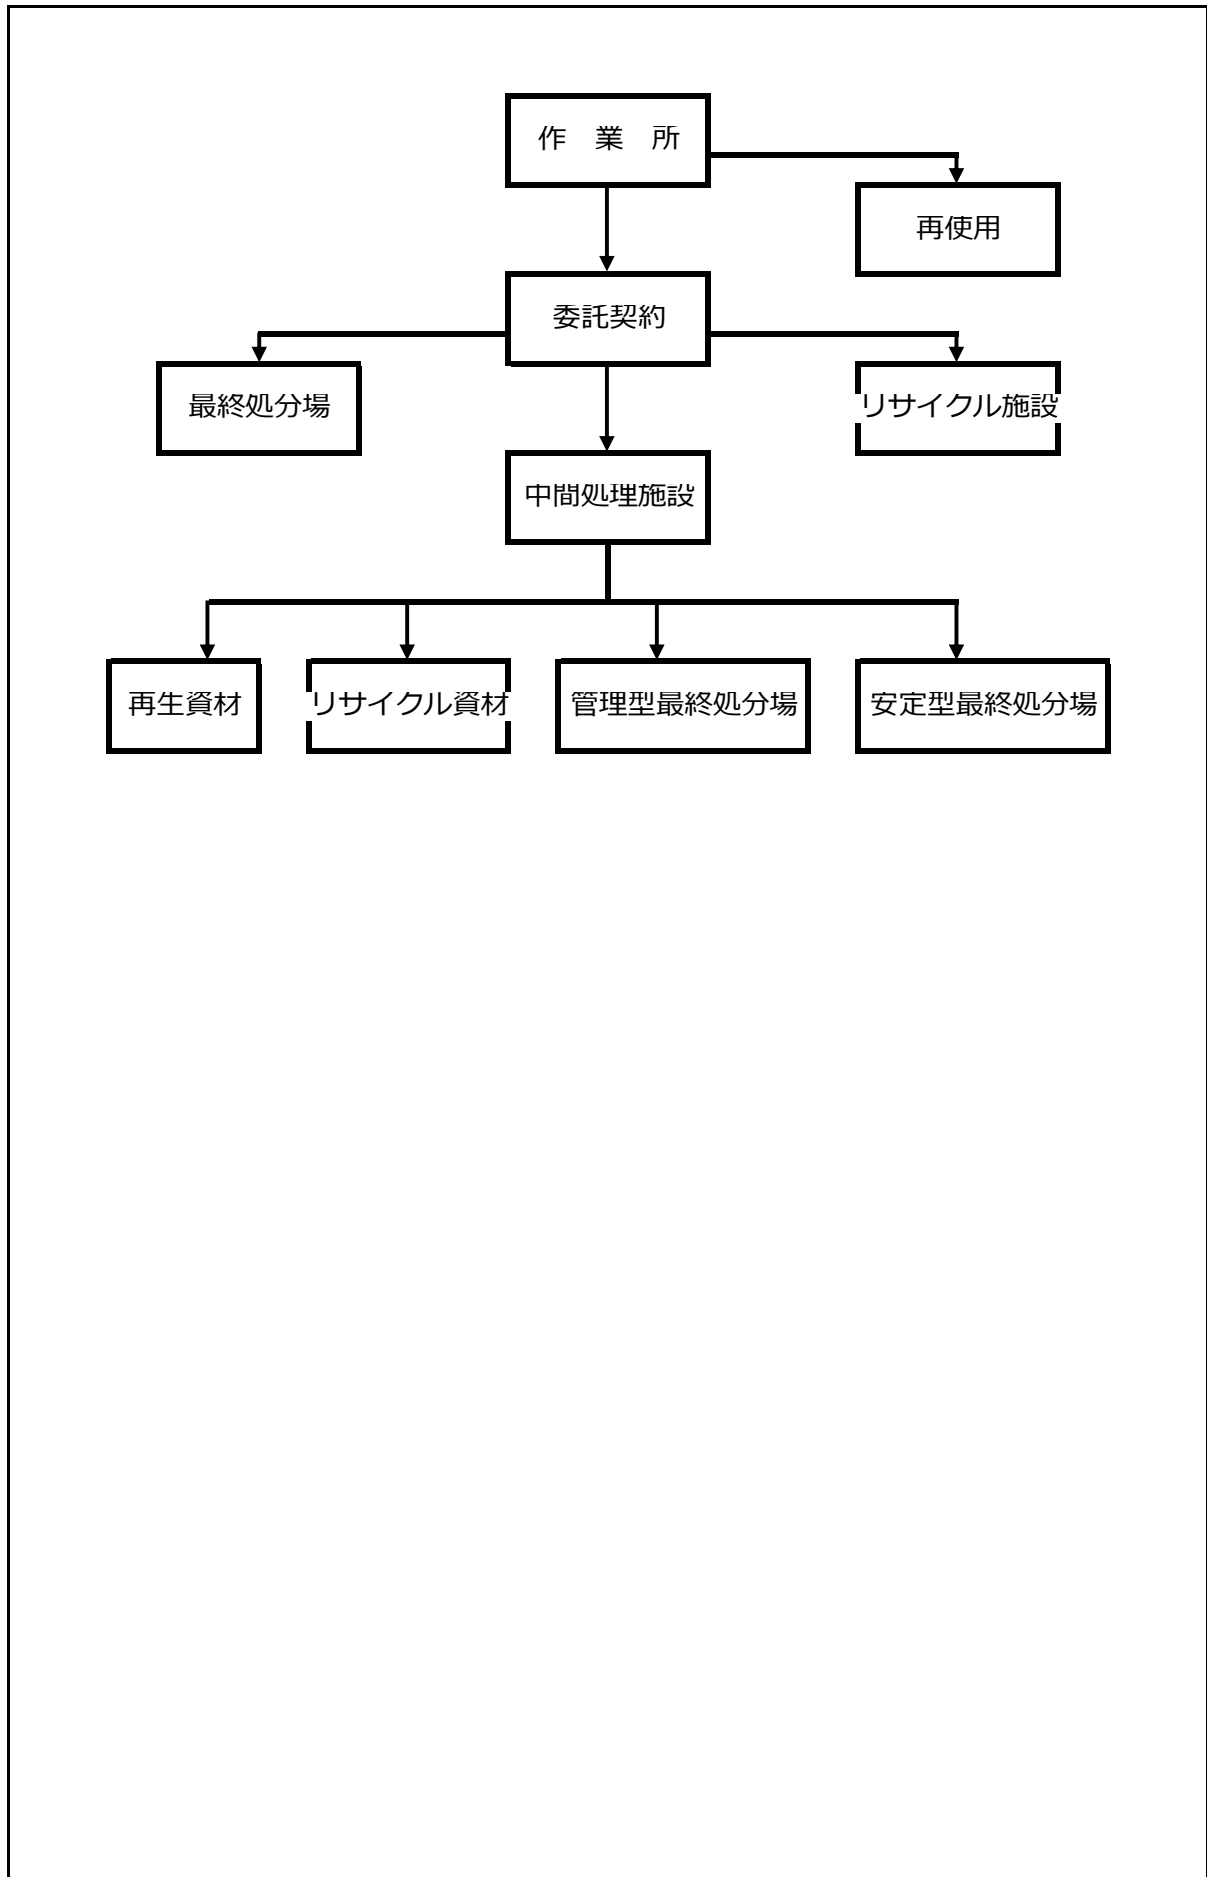 作　業　所
再使用
委託契約
最終処分場
リサイクル施設
中間処理施設
再生資材
リサイクル資材
管理型最終処分場
安定型最終処分場